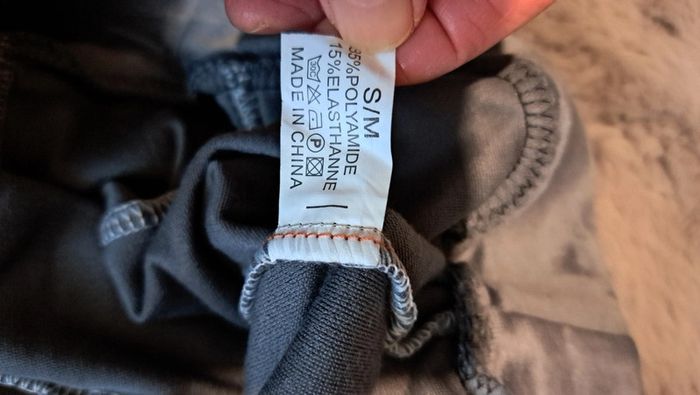 S/M
85%POLYAMIDE
15%ELASTHANNE
P
MADE IN CHINA